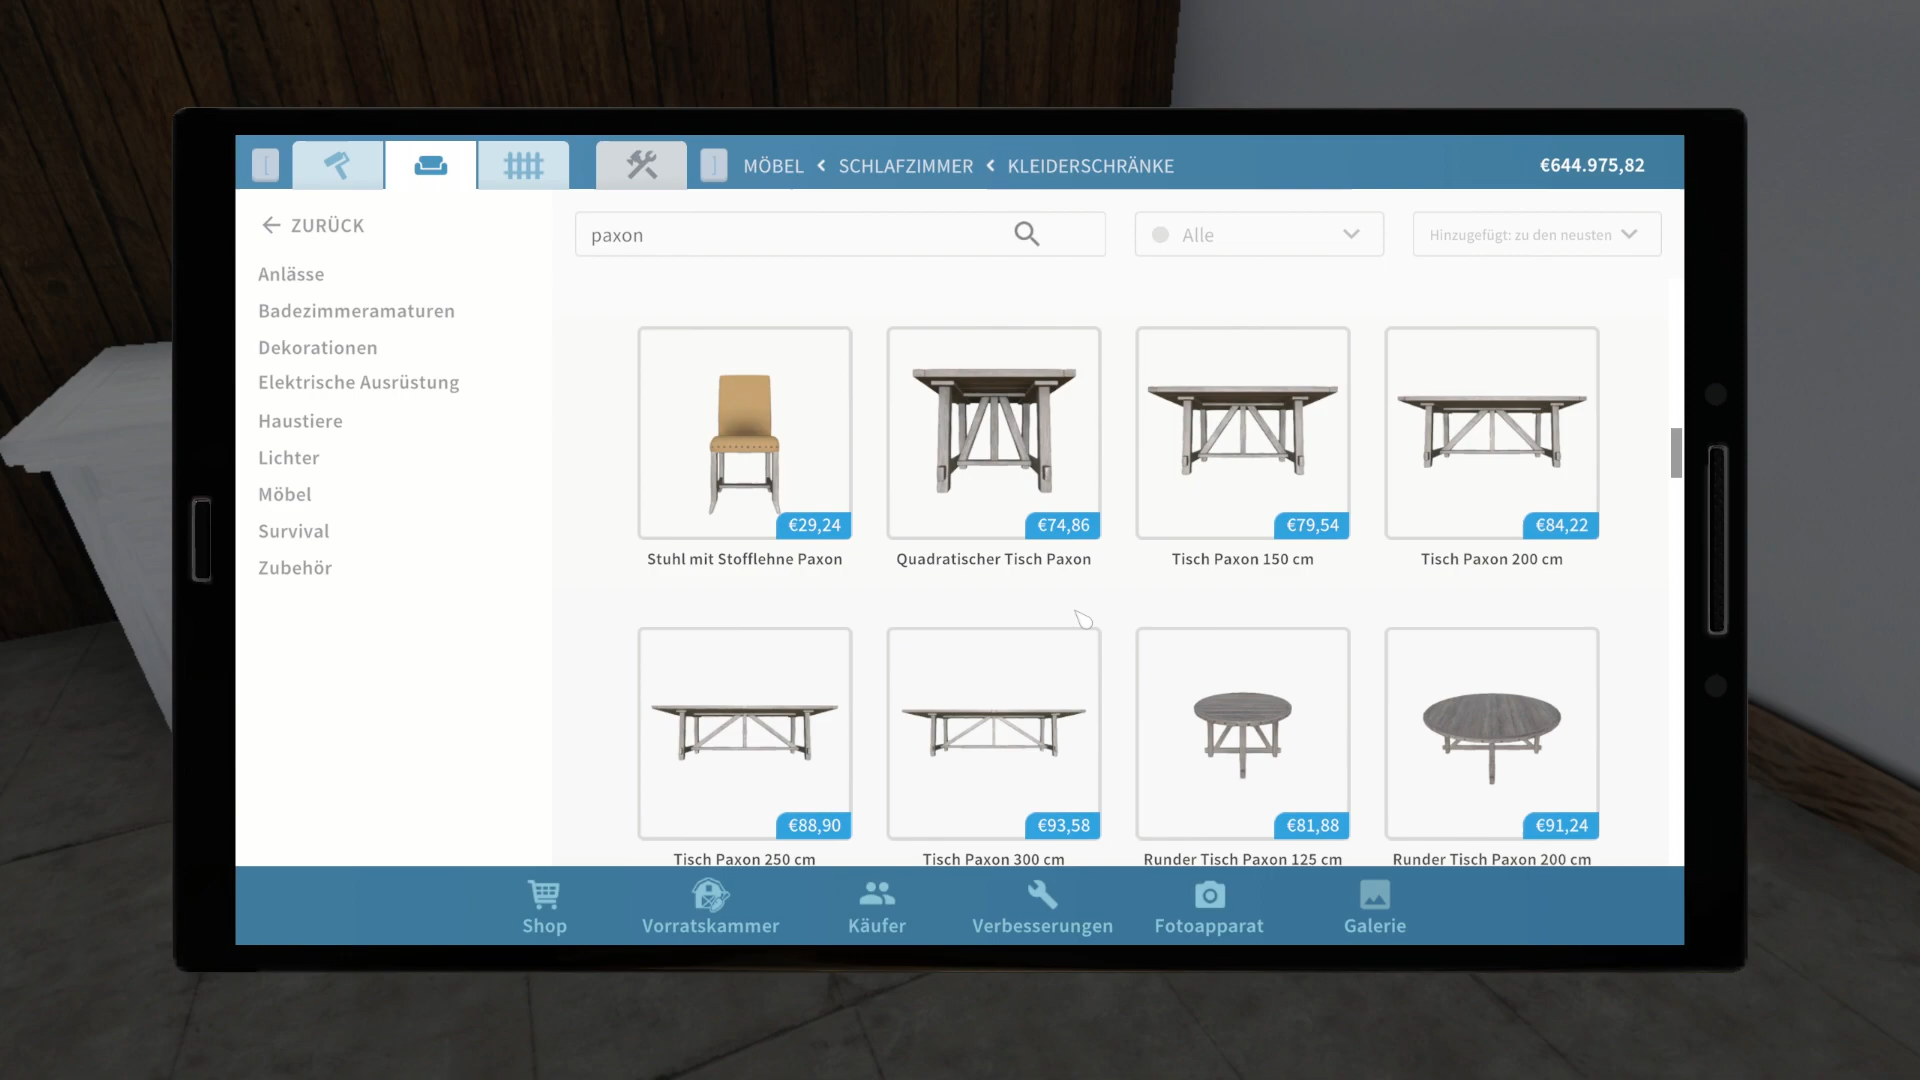 [
]
MÖBEL < SCHLAFZIMMER < KLEIDERSCHRÄNKE
€644.975,82
ZURÜCK
Anlässe
Badezimmeramaturen
Dekorationen
Elektrische Ausrüstung
Haustiere
Lichter
Möbel
Survival
Zubehör
paxon
Alle
Hinzugefügt: zu den neusten
€29,24
€74,86
€79,54
€84,22
Stuhl mit Stofflehne Paxon
Quadratischer Tisch Paxon
Tisch Paxon 150 cm
Tisch Paxon 200 cm
€88,90
€93,58
€81,88
€91,24
Tisch Paxon 250 cm
Tisch Paxon 300 cm
Runder Tisch Paxon 125 cm
Runder Tisch Paxon 200 cm
Shop
Vorratskammer
Käufer
Verbesserungen
Fotoapparat
Galerie